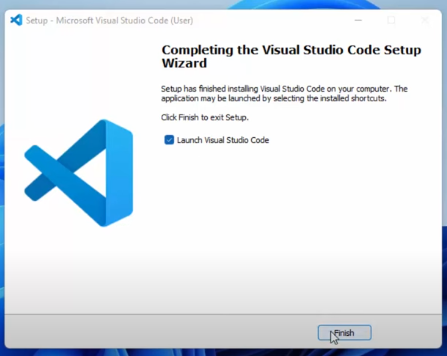 Setup - Microsoft Visual Studio Code (User)
Completing the Visual Studio Code Setup
Wizard
Setup has finished installing Visual Studio Code on your computer. The
application may be launched by selecting the installed shortcuts.
Click Finish to exit Setup.
Launch Visual Studio Code
Finish